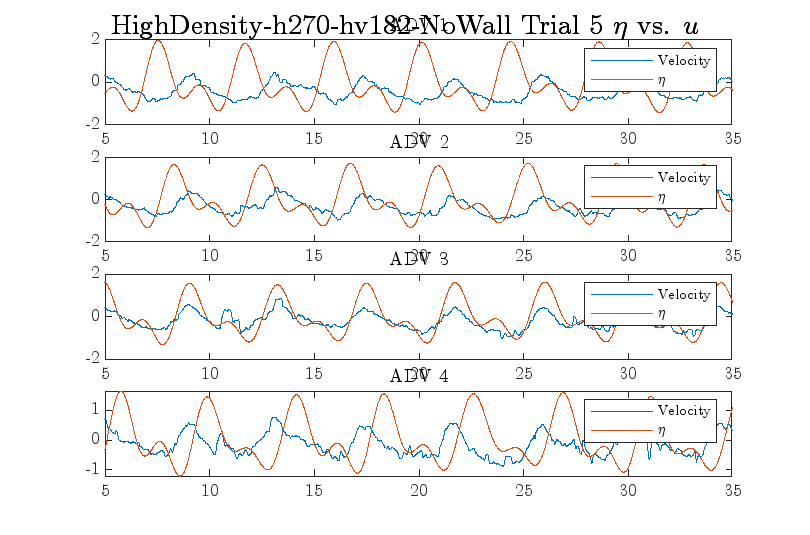 HighDensity-h270-hv182-NoWall Trial 5 η vs. u
ADV 1
2
0
-2
Velocity
η
5 10 15 20 25 30 35
ADV 2
2
0
-2
Velocity
η
5 10 15 20 25 30 35
ADV 3
2
0
-2
Velocity
η
5 10 15 20 25 30 35
ADV 4
1
0
-1
Velocity
η
5 10 15 20 25 30 35